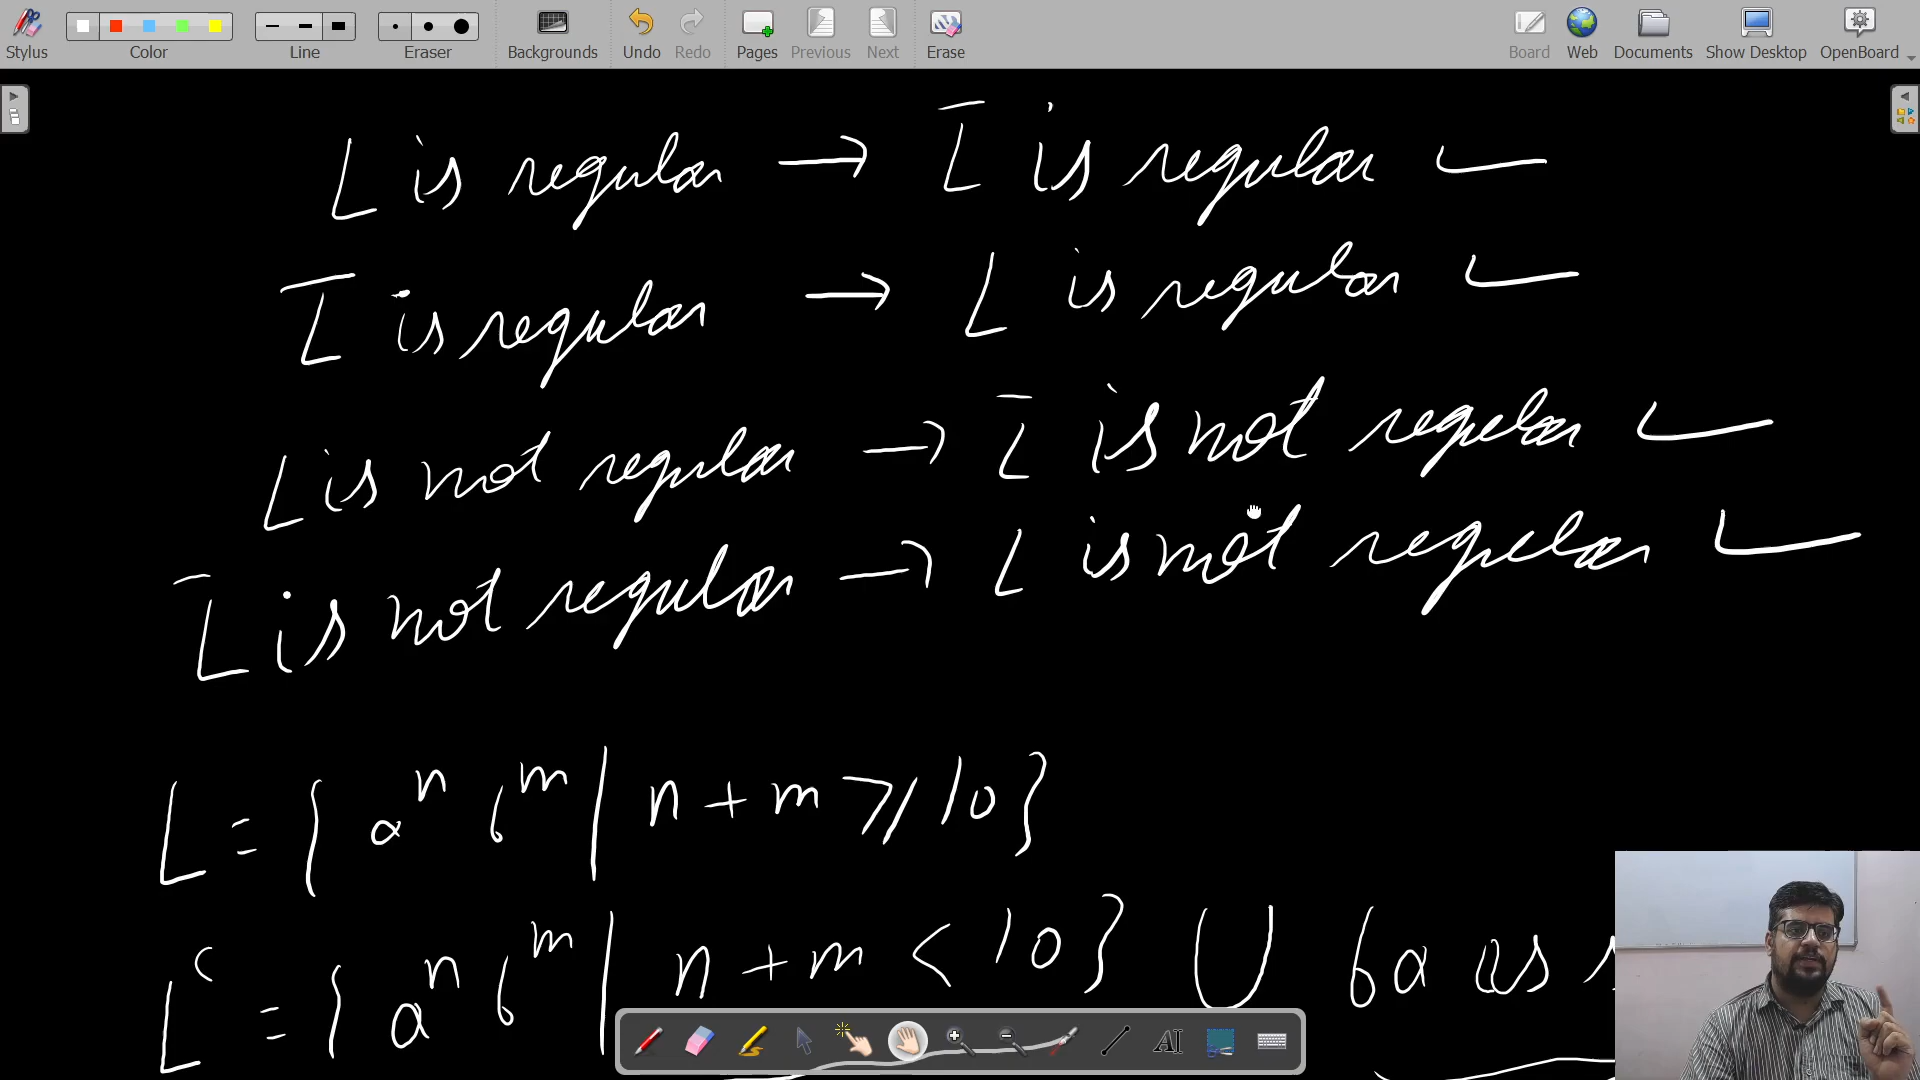 Stylus Color Line Eraser Backgrounds Undo Redo Pages Previous Next Erase Board Web Documents Show Desktop OpenBoard
L is regular → L̅ is regular
L̅ is regular → L is regular
L is not regular → L̅ is not regular
L̅ is not regular → L is not regular
L = { aⁿ bᵐ | n + m ⩾ 10 }
Lᶜ = { aⁿ bᵐ | n + m < 10 } ∪ ba as
AI